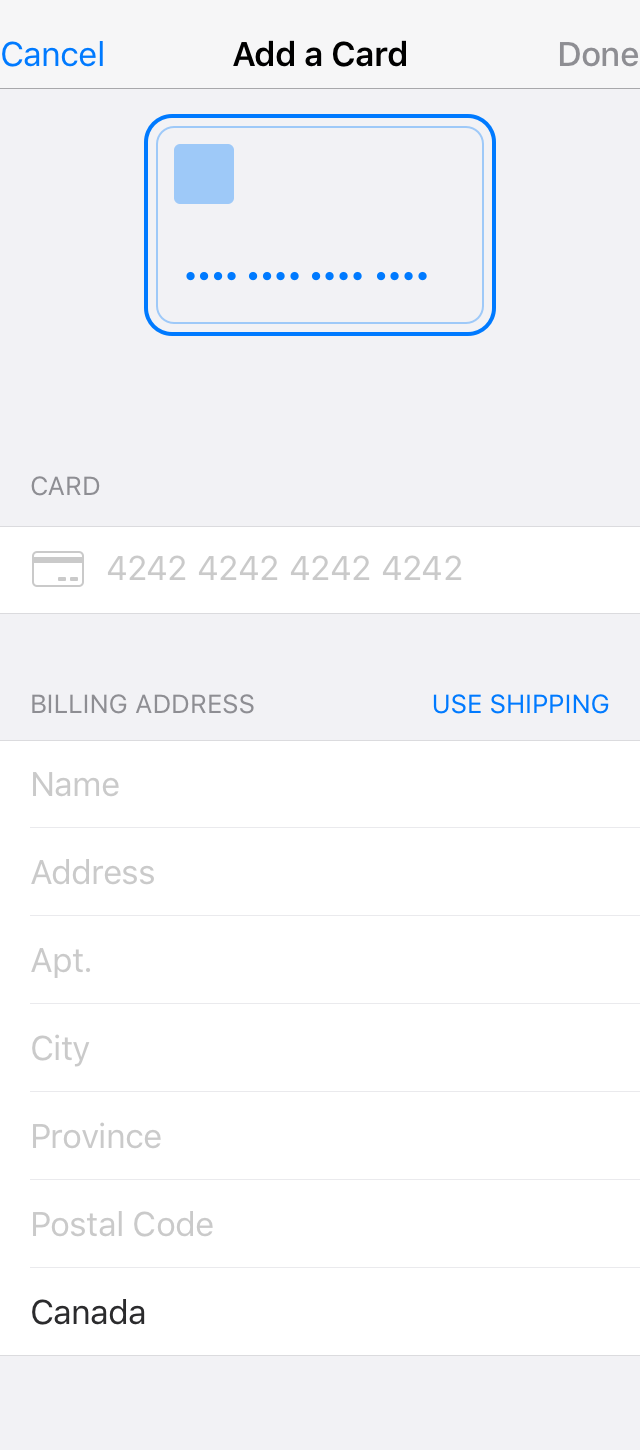 Cancel Add a Card Done
•••• •••• •••• ••••
CARD
4242 4242 4242 4242
BILLING ADDRESS USE SHIPPING
Name
Address
Apt.
City
Province
Postal Code
Canada